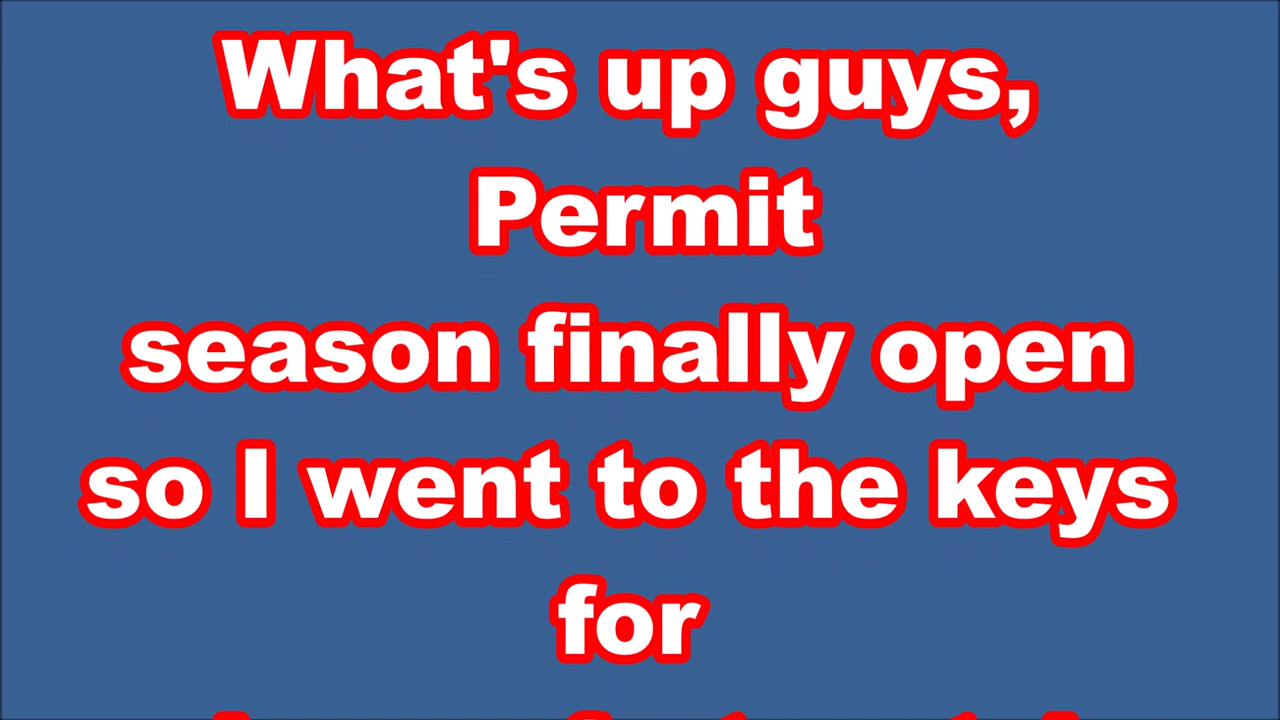 What's up guys,
Permit
season finally open
so I went to the keys
for